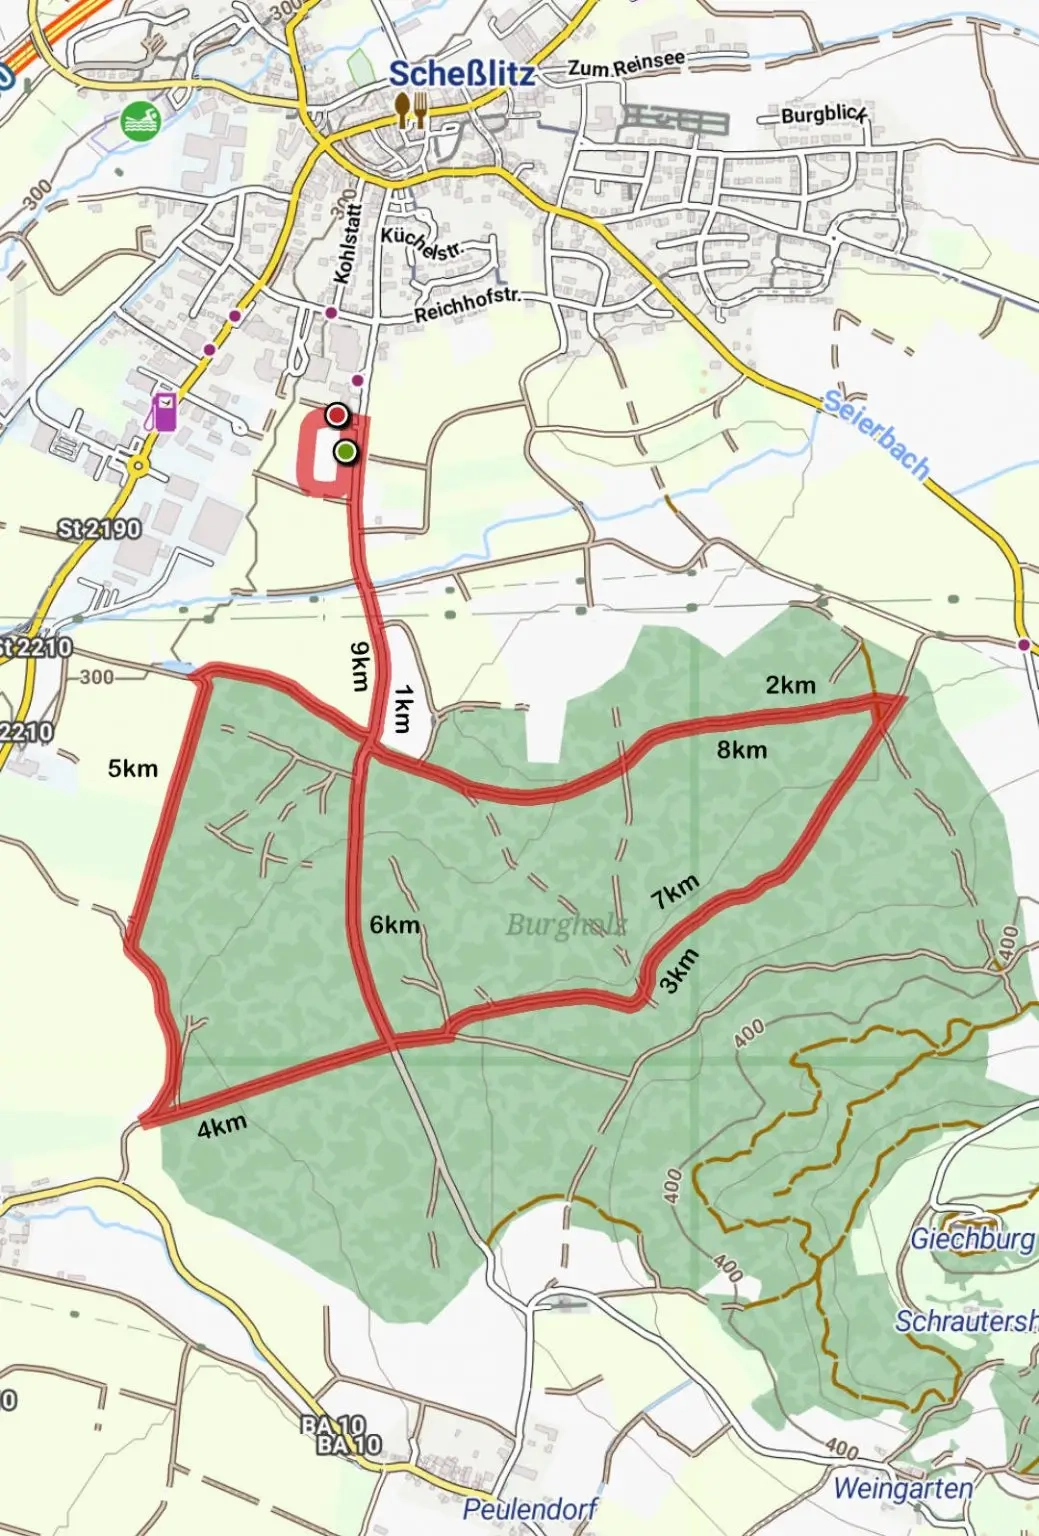 300
Scheßlitz
Zum Reinsee
Burgblick
300
300
Kohlstatt
Küchelstr.
Reichhofstr.
Seierbach
St 2190
St 2210
300
2210
9km
1km
2km
8km
5km
7km
6km
Burgholz
3km
400
400
4km
400
Giechburg
400
Schrautersh
BA 10
BA 10
400
Weingarten
Peulendorf